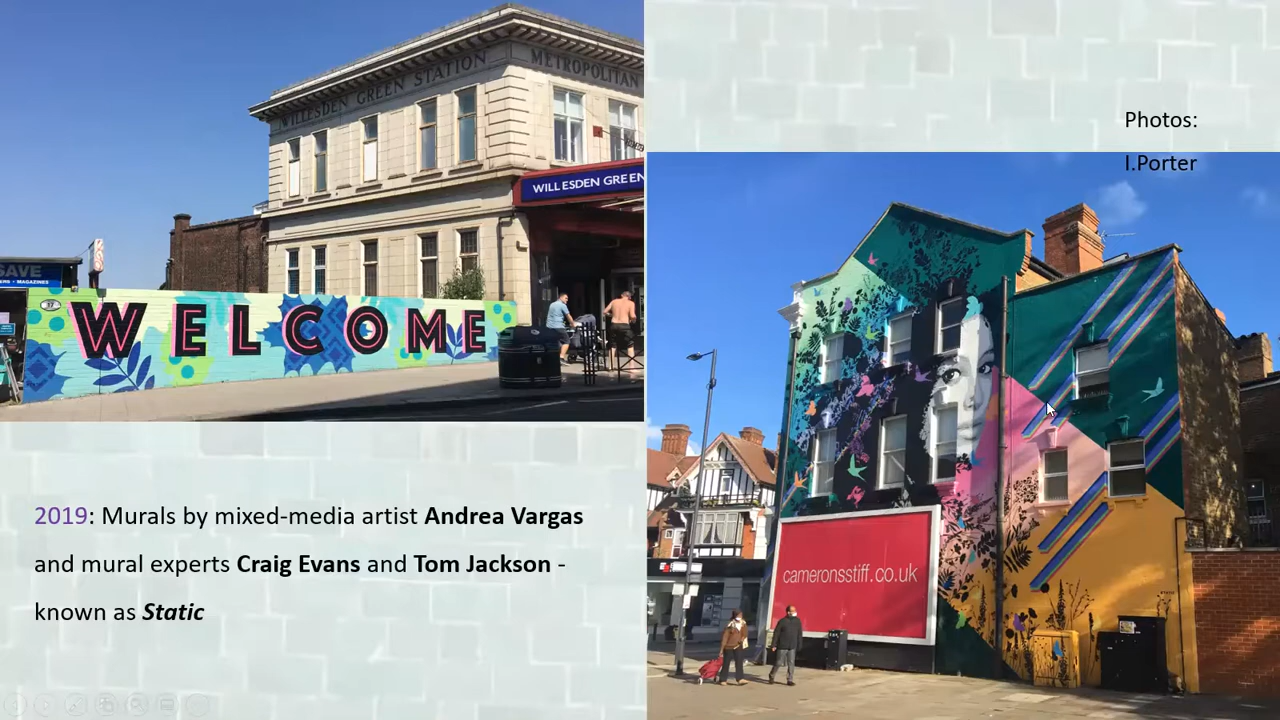 WILLESDEN GREEN STATION
METROPOLITAN
WILLESDEN GREEN
SAVE
MAGAZINES
WELCOME
Photos:
I.Porter
cameronsstiff.co.uk
2019: Murals by mixed-media artist Andrea Vargas
and mural experts Craig Evans and Tom Jackson -
known as Static